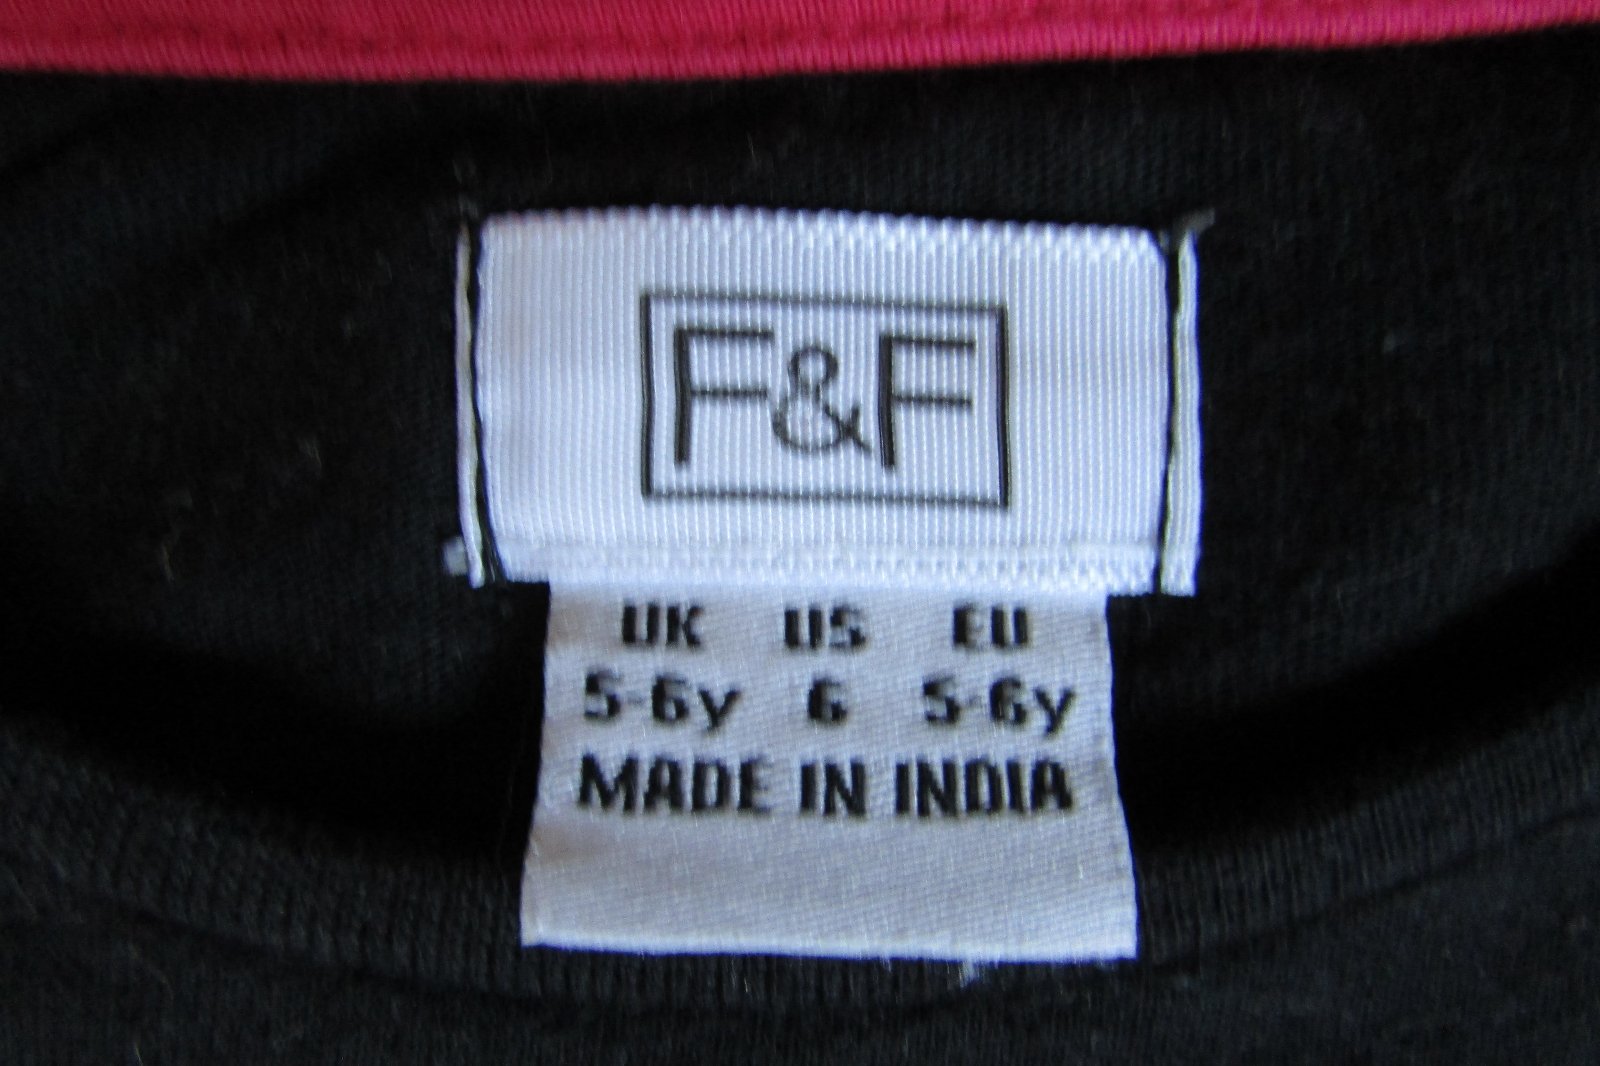 F&F
UK US EU
5-6y 6 5-6y
MADE IN INDIA